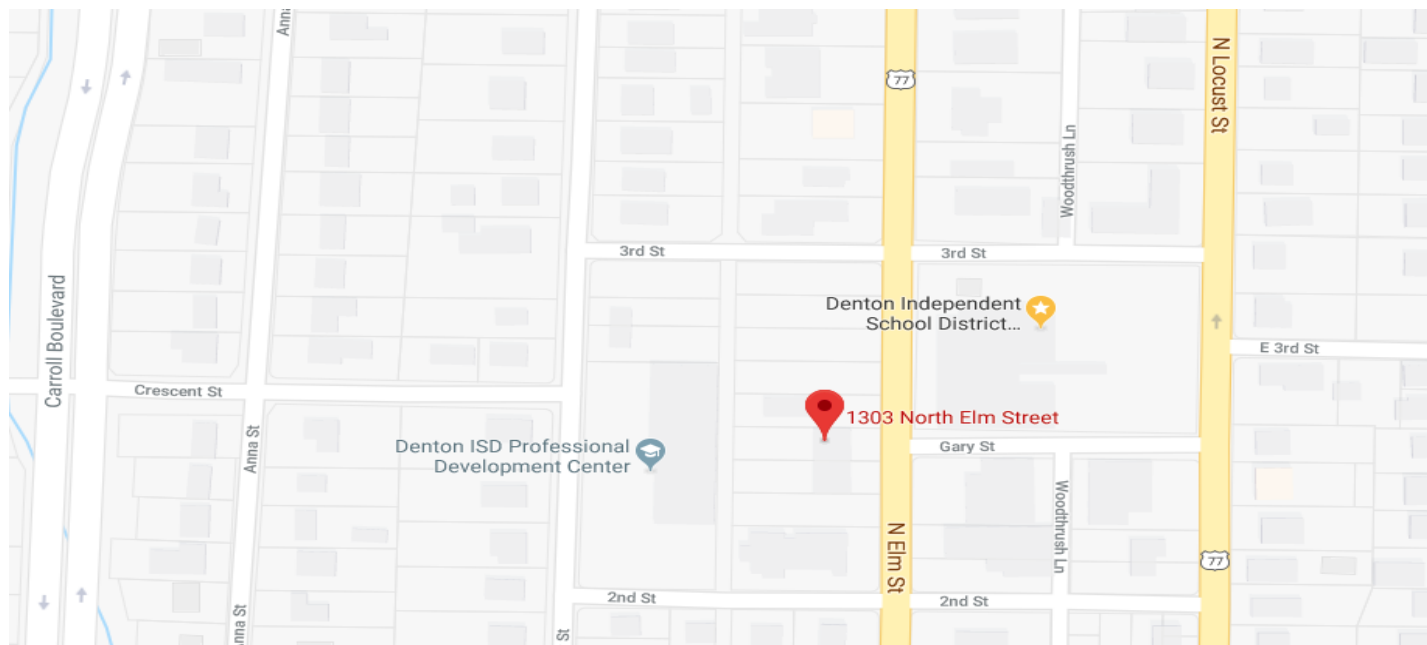 Anna
77
N Locust St
Woodthrush Ln
3rd St
3rd St
Carroll Boulevard
Denton Independent
School District...
E 3rd St
Crescent St
1303 North Elm Street
Anna St
Denton ISD Professional
Development Center
Gary St
Woodthrush Ln
N Elm St
77
2nd St
2nd St
nna St
St